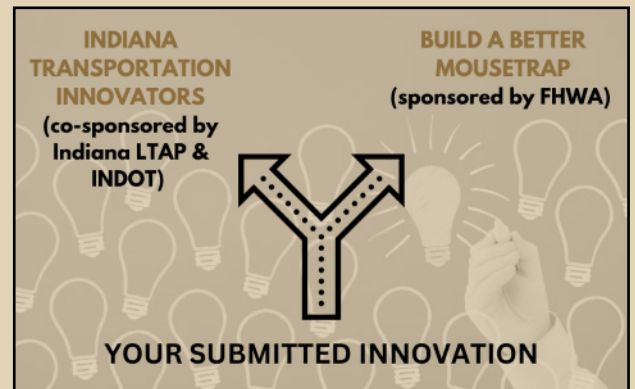 INDIANA
TRANSPORTATION
INNOVATORS
(co-sponsored by
Indiana LTAP &
INDOT)
BUILD A BETTER
MOUSETRAP
(sponsored by FHWA)
YOUR SUBMITTED INNOVATION